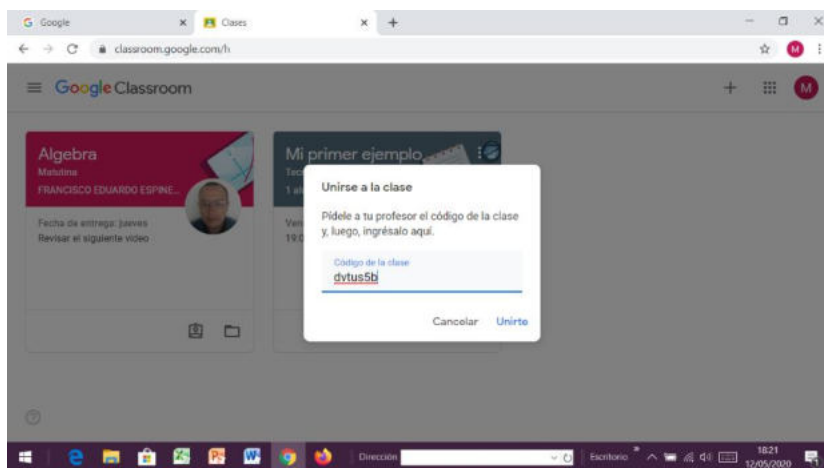 Google
Clases
classroom.google.com/h
M
Google Classroom
M
Algebra
Matutina
FRANCISCO EDUARDO ESPINE...
Fecha de entrega: jueves
Revisar el siguiente video
Mi primer ejemplo
Unirse a la clase
Pídele a tu profesor el código de la clase
y, luego, ingrésalo aquí.
Código de la clase
dvtus5b
Cancelar
Unirte
Dirección
Escritorio
18:21
12/05/2020